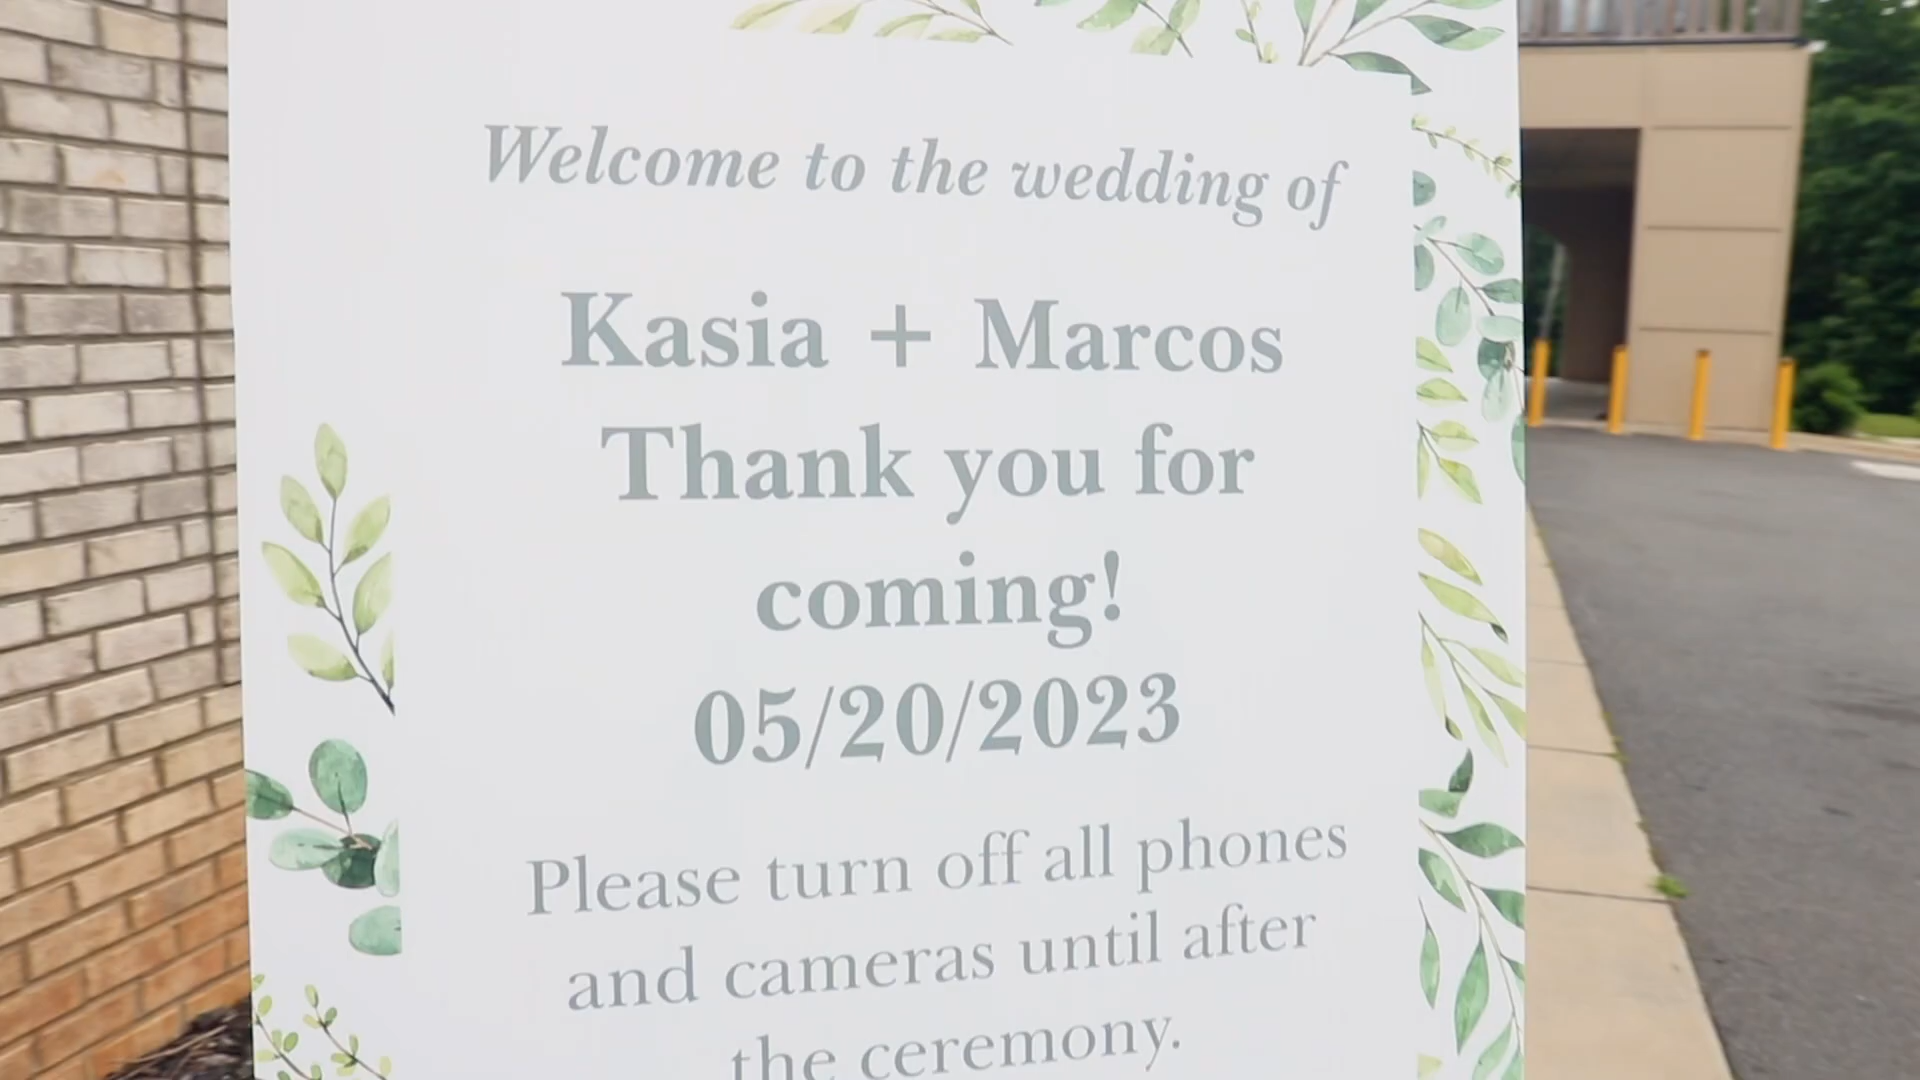 Welcome to the wedding of
Kasia + Marcos
Thank you for
coming!
05/20/2023
Please turn off all phones
and cameras until after
the ceremony.